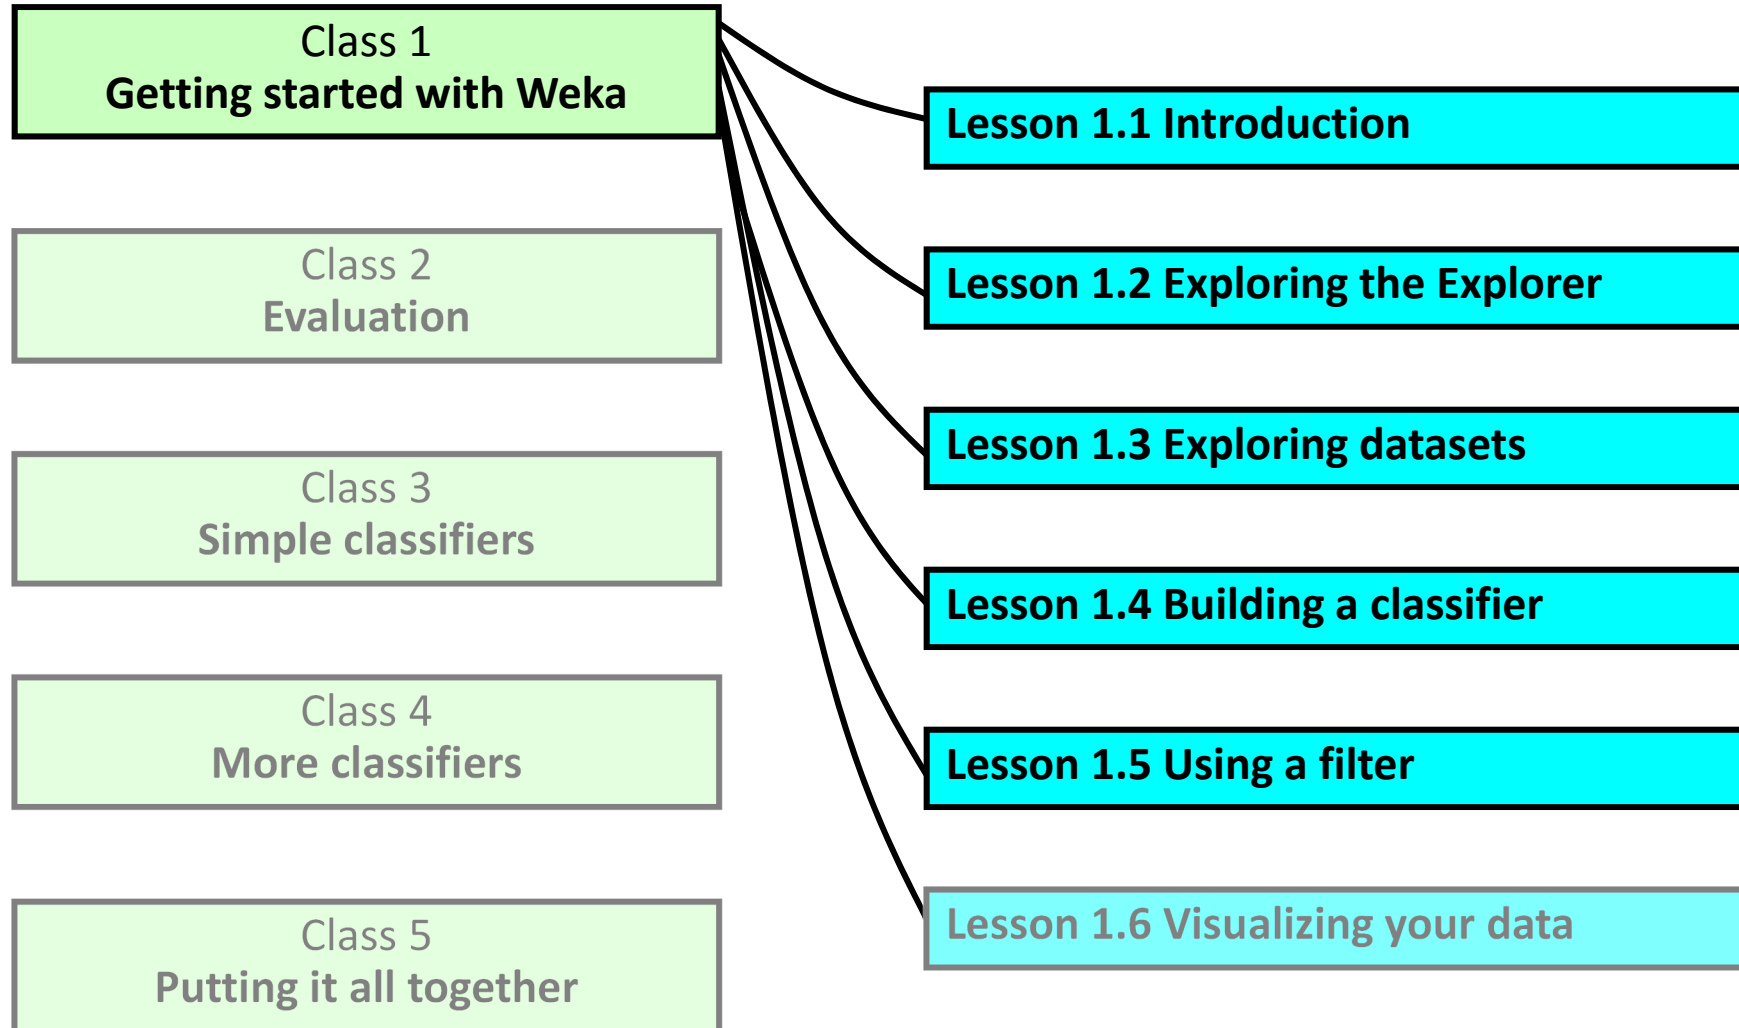 Class 1
Getting started with Weka
Class 2
Evaluation
Class 3
Simple classifiers
Class 4
More classifiers
Class 5
Putting it all together
Lesson 1.1 Introduction
Lesson 1.2 Exploring the Explorer
Lesson 1.3 Exploring datasets
Lesson 1.4 Building a classifier
Lesson 1.5 Using a filter
Lesson 1.6 Visualizing your data